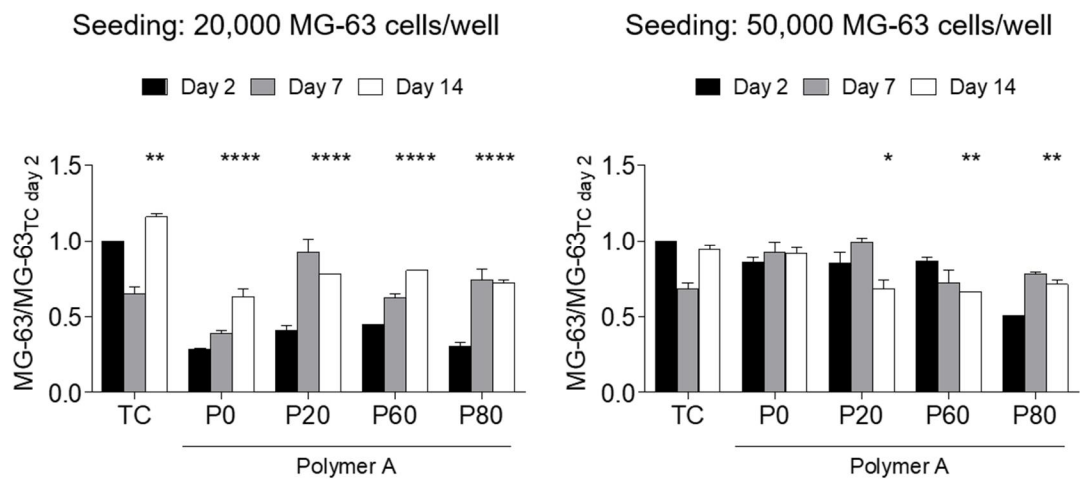 Seeding: 20,000 MG-63 cells/well
Day 2 Day 7 Day 14
MG-63/MG-63TC day 2
1.5
1.0
0.5
0.0
** **** **** **** ****
TC P0 P20 P60 P80
Polymer A
Seeding: 50,000 MG-63 cells/well
Day 2 Day 7 Day 14
MG-63/MG-63TC day 2
1.5
1.0
0.5
0.0
* ** **
TC P0 P20 P60 P80
Polymer A